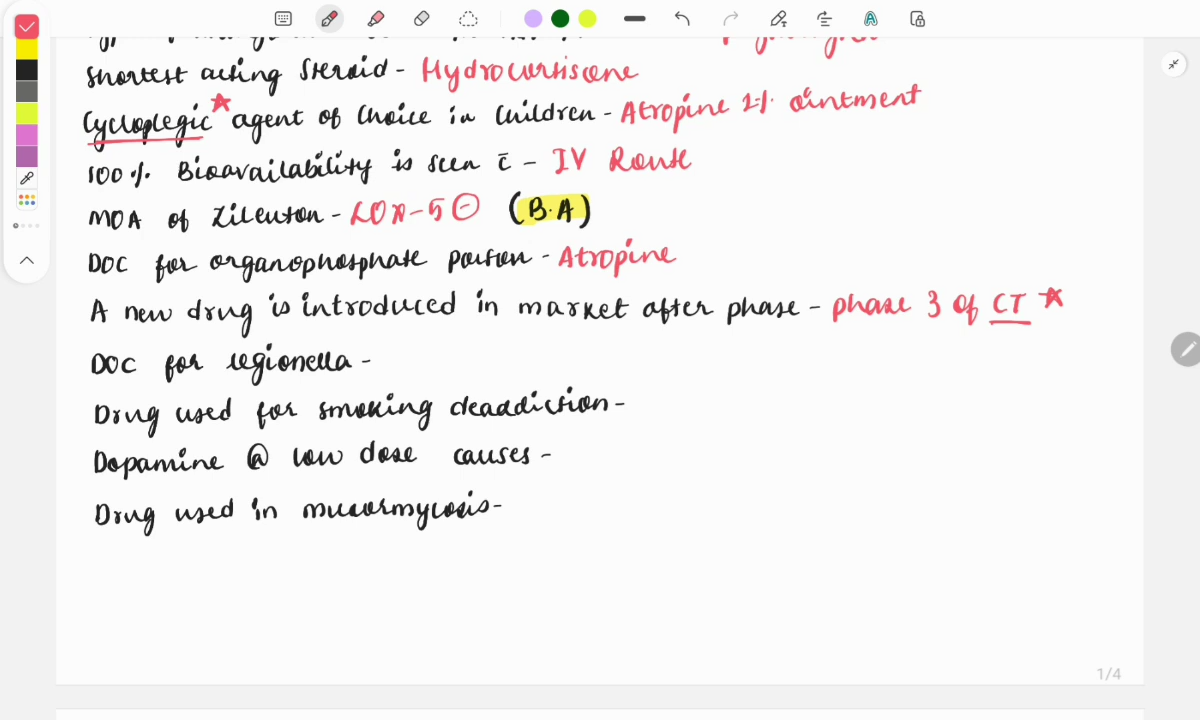 Shortest acting Steroid - Hydrocortisone
Cycloplegic agent of Choice in Children - Atropine 1% ointment
100% Bioavailability is seen c̄ - IV Route
MOA of Zileuton - LOX-5 ⊖ (B.A)
DOC for organophosphate poison - Atropine
A new drug is introduced in market after phase - phase 3 of CT
DOC for legionella -
Drug used for smoking deaddiction -
Dopamine @ low dose causes -
Drug used in mucormycosis -
1/4